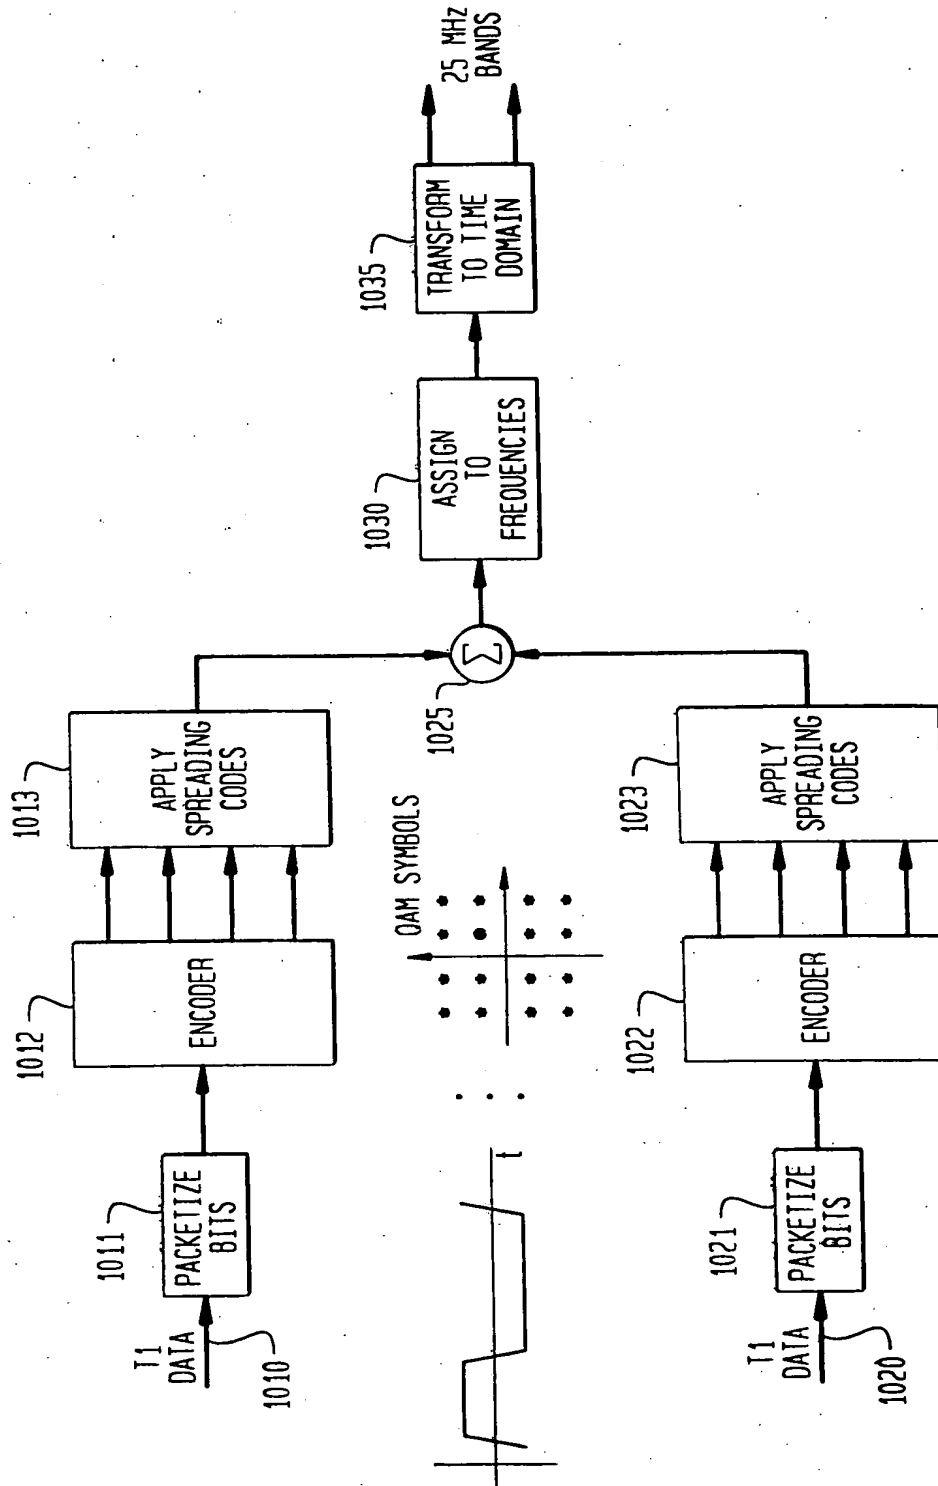 T1
DATA
1010
1011
PACKETIZE
BITS
1012
ENCODER
1013
APPLY
SPREADING
CODES
t
QAM SYMBOLS
1025
Σ
1030
ASSIGN
TO
FREQUENCIES
1035
TRANSFORM
TO TIME
DOMAIN
25 MHz
BANDS
T1
DATA
1020
1021
PACKETIZE
BITS
1022
ENCODER
1023
APPLY
SPREADING
CODES